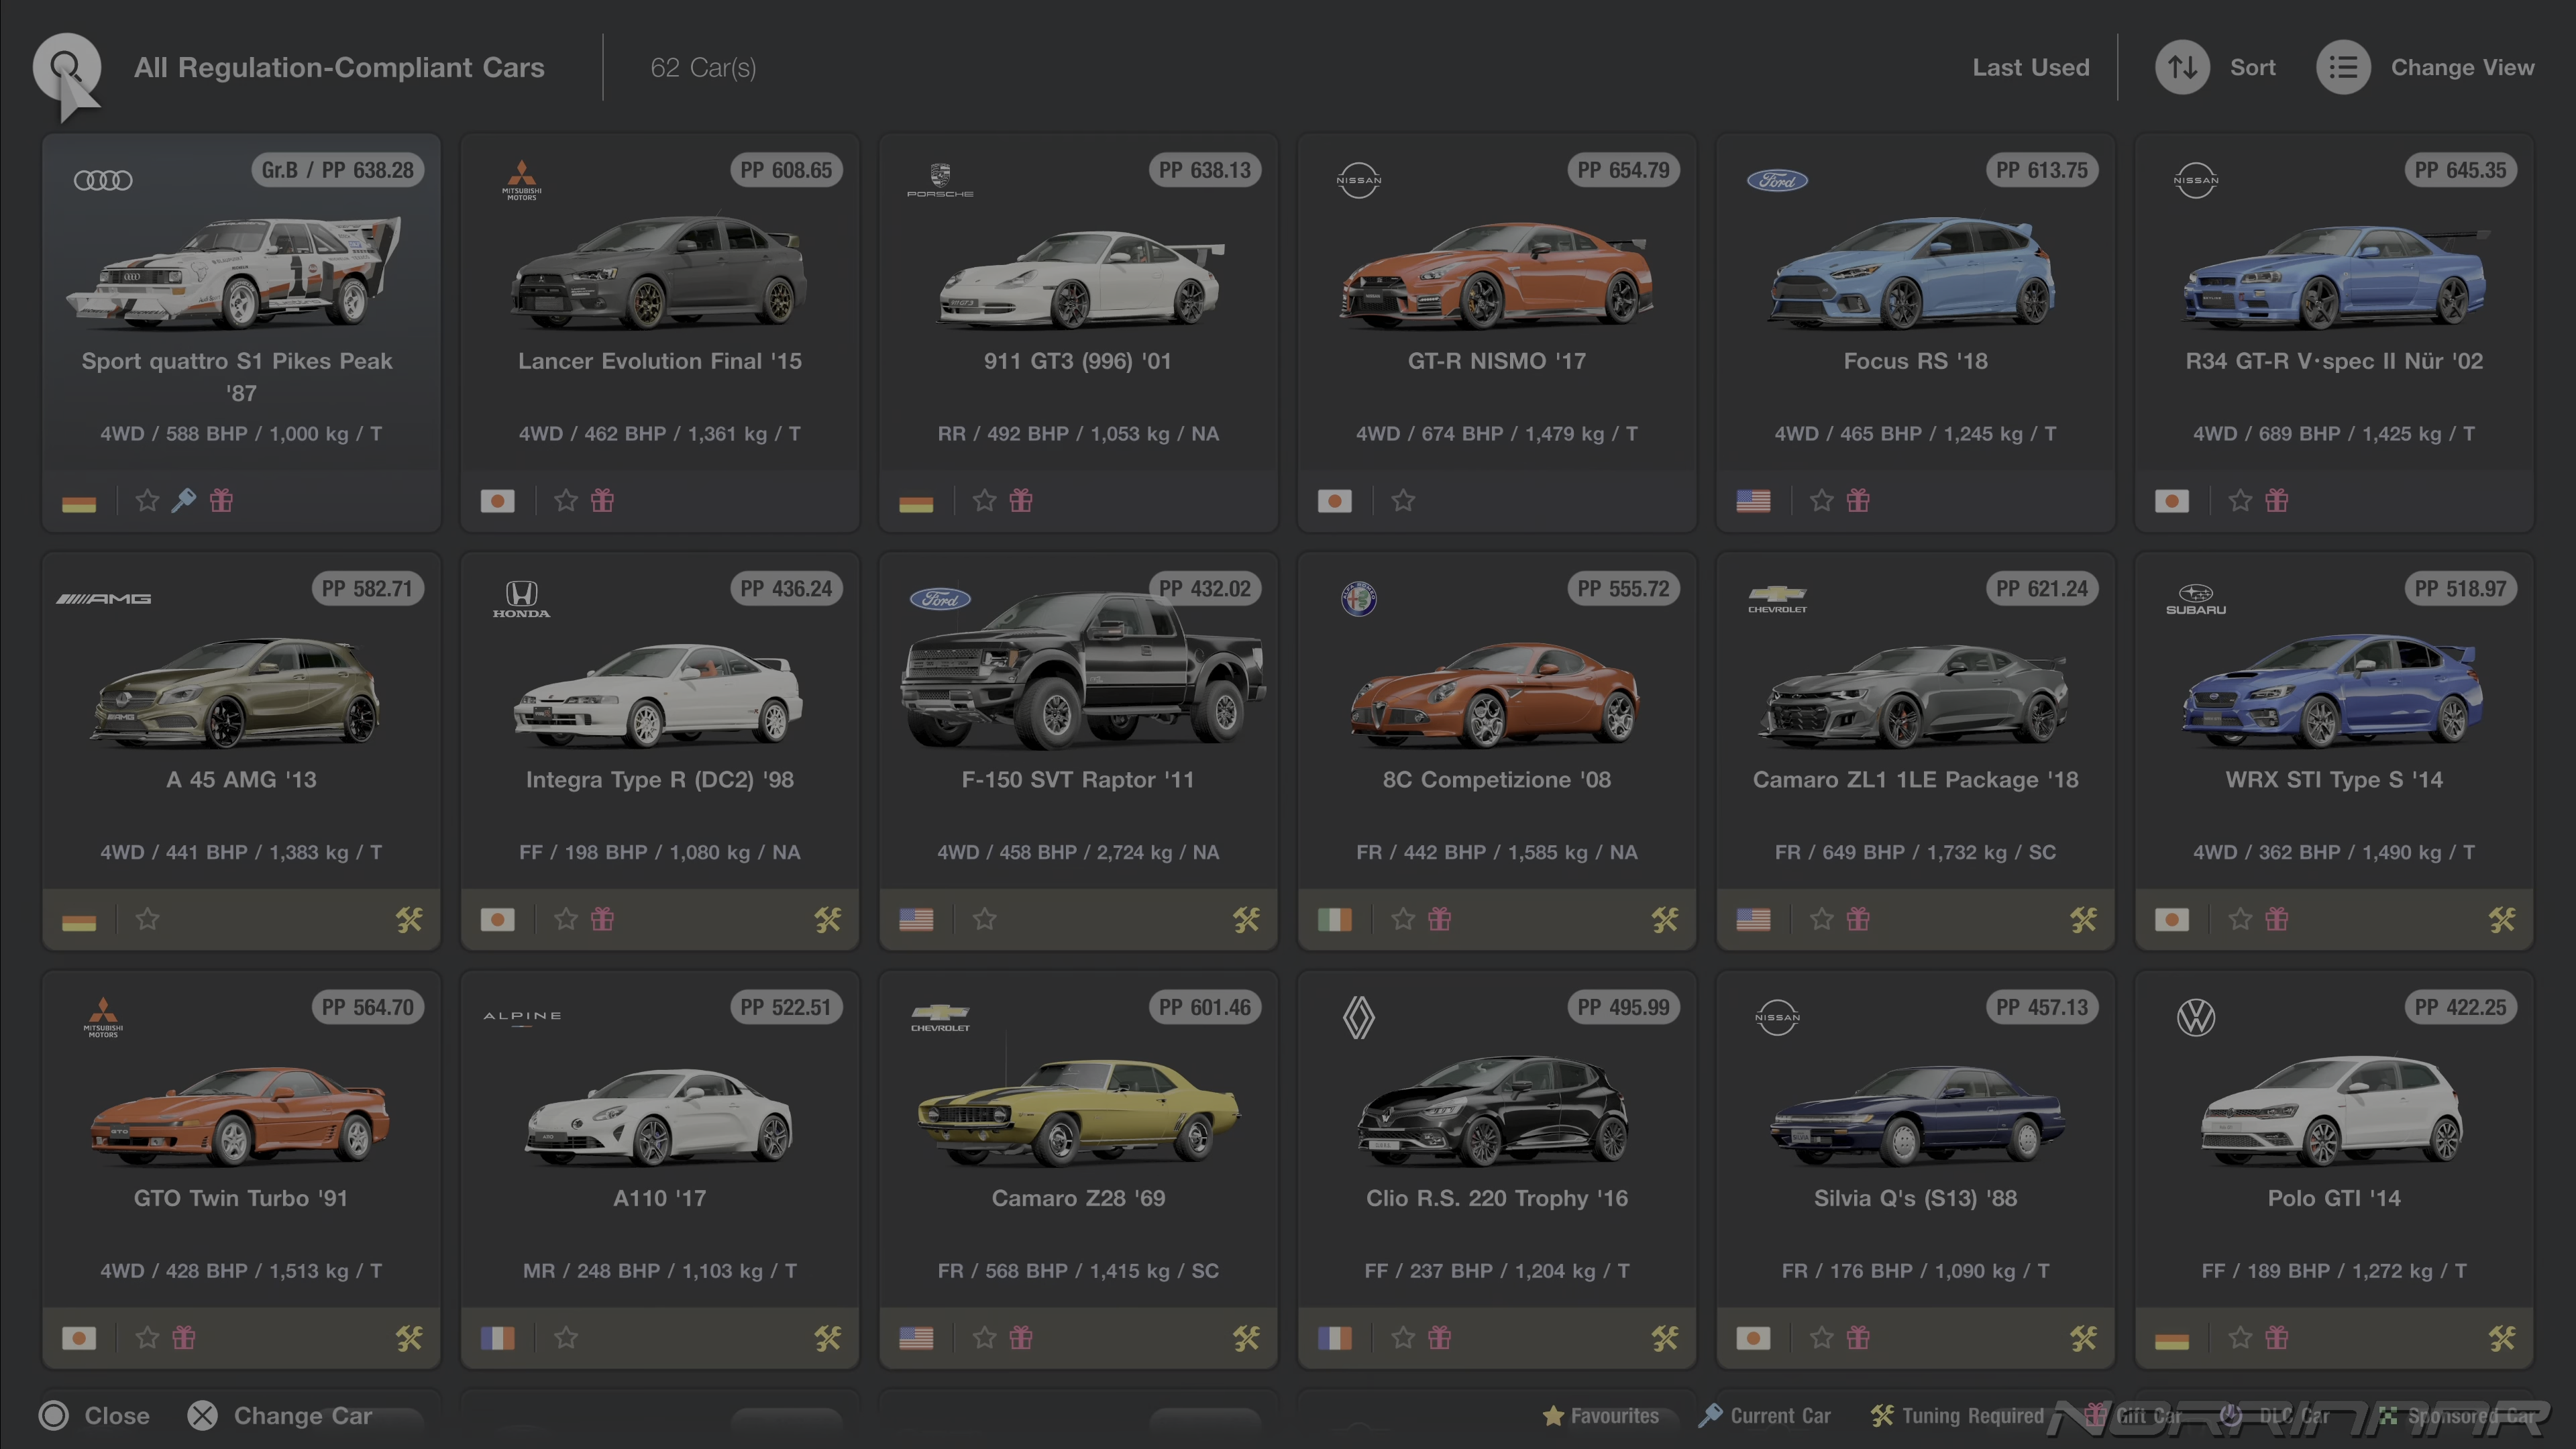 All Regulation-Compliant Cars
62 Car(s)
Last Used
Sort
Change View
Gr.B / PP 638.28
Sport quattro S1 Pikes Peak
'87
4WD / 588 BHP / 1,000 kg / T
MITSUBISHI
MOTORS
PP 608.65
Lancer Evolution Final '15
4WD / 462 BHP / 1,361 kg / T
PORSCHE
PP 638.13
911 GT3 (996) '01
RR / 492 BHP / 1,053 kg / NA
NISSAN
PP 654.79
GT-R NISMO '17
4WD / 674 BHP / 1,479 kg / T
Ford
PP 613.75
Focus RS '18
4WD / 465 BHP / 1,245 kg / T
NISSAN
PP 645.35
R34 GT-R V·spec II Nür '02
4WD / 689 BHP / 1,425 kg / T
AMG
PP 582.71
A 45 AMG '13
4WD / 441 BHP / 1,383 kg / T
HONDA
PP 436.24
Integra Type R (DC2) '98
FF / 198 BHP / 1,080 kg / NA
Ford
PP 432.02
F-150 SVT Raptor '11
4WD / 458 BHP / 2,724 kg / NA
PP 555.72
8C Competizione '08
FR / 442 BHP / 1,585 kg / NA
CHEVROLET
PP 621.24
Camaro ZL1 1LE Package '18
FR / 649 BHP / 1,732 kg / SC
SUBARU
PP 518.97
WRX STI Type S '14
4WD / 362 BHP / 1,490 kg / T
MITSUBISHI
MOTORS
PP 564.70
GTO Twin Turbo '91
4WD / 428 BHP / 1,513 kg / T
ALPINE
PP 522.51
A110 '17
MR / 248 BHP / 1,103 kg / T
CHEVROLET
PP 601.46
Camaro Z28 '69
FR / 568 BHP / 1,415 kg / SC
PP 495.99
Clio R.S. 220 Trophy '16
FF / 237 BHP / 1,204 kg / T
NISSAN
PP 457.13
Silvia Q's (S13) '88
FR / 176 BHP / 1,090 kg / T
PP 422.25
Polo GTI '14
FF / 189 BHP / 1,272 kg / T
Close
Change Car
Favourites
Current Car
Tuning Required
Gift Car
DLC Car
Sponsored Car